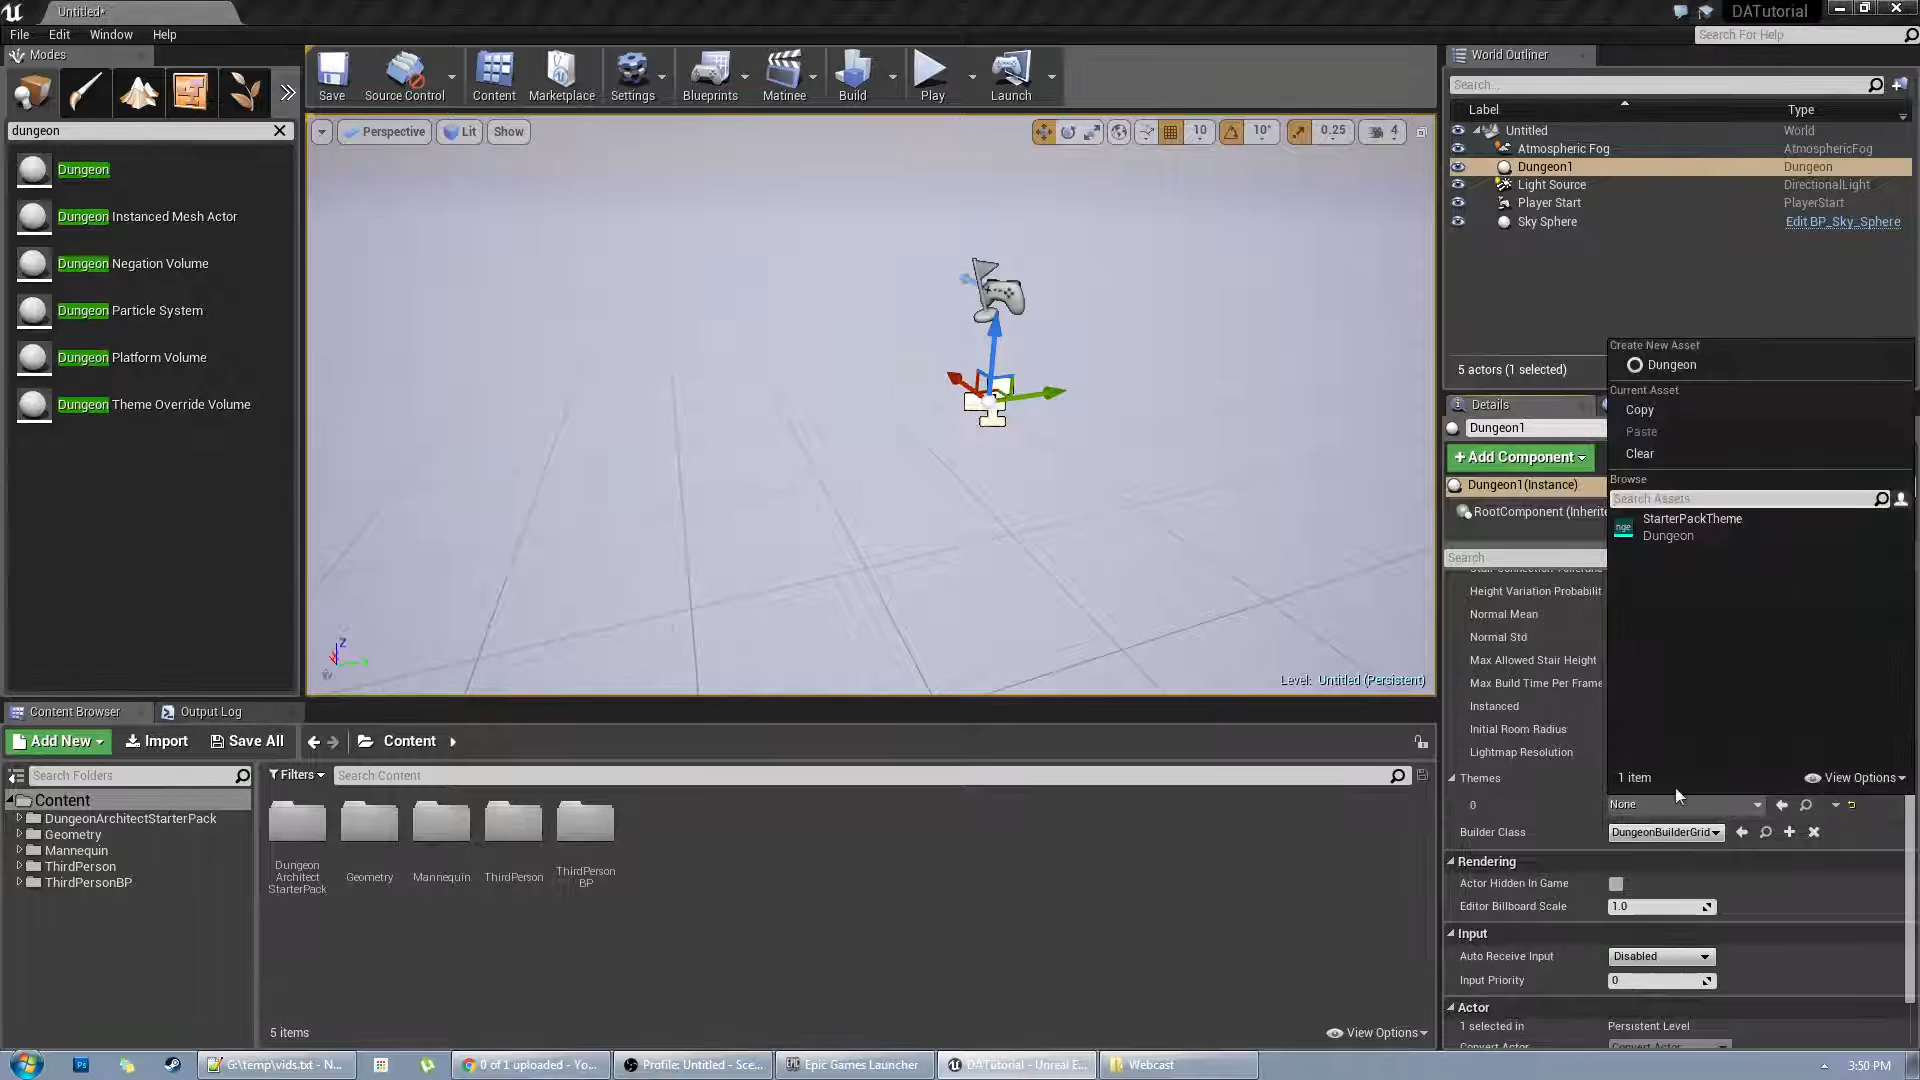 Untitled*
DATutorial
File Edit Window Help
Search For Help
Modes
World Outliner
Save Source Control Content Marketplace Settings Blueprints Matinee Build Play Launch
Search...
Label Type
dungeon
Perspective Lit Show
10 10° 0.25 4
Untitled World
Atmospheric Fog AtmosphericFog
Dungeon1 Dungeon
Light Source DirectionalLight
Player Start PlayerStart
Sky Sphere Edit BP_Sky_Sphere
Dungeon
Dungeon Instanced Mesh Actor
Dungeon Negation Volume
Dungeon Particle System
Dungeon Platform Volume
Dungeon Theme Override Volume
5 actors (1 selected)
Create New Asset
Dungeon
Current Asset
Copy
Paste
Clear
Browse
Search Assets
StarterPackTheme
Dungeon
1 item View Options
Details
Dungeon1
+ Add Component
Dungeon1(Instance)
RootComponent (Inherite
Search
Height Variation Probabilit
Normal Mean
Normal Std
Max Allowed Stair Height
Max Build Time Per Frame
Instanced
Initial Room Radius
Lightmap Resolution
Themes
0 None
Builder Class DungeonBuilderGrid
Rendering
Actor Hidden In Game
Editor Billboard Scale 1.0
Input
Auto Receive Input Disabled
Input Priority 0
Actor
1 selected in Persistent Level
Convert Actor Convert Actor
Z
Level: Untitled (Persistent)
Content Browser Output Log
Add New Import Save All Content
Search Folders
Filters Search Content
Content
DungeonArchitectStarterPack
Geometry
Mannequin
ThirdPerson
ThirdPersonBP
Dungeon
Architect
StarterPack
Geometry
Mannequin
ThirdPerson
ThirdPerson
BP
5 items View Options
G:\temp\vids.txt - N...
0 of 1 uploaded - Yo...
Profile: Untitled - Sce...
Epic Games Launcher
DATutorial - Unreal E...
Webcast
3:50 PM